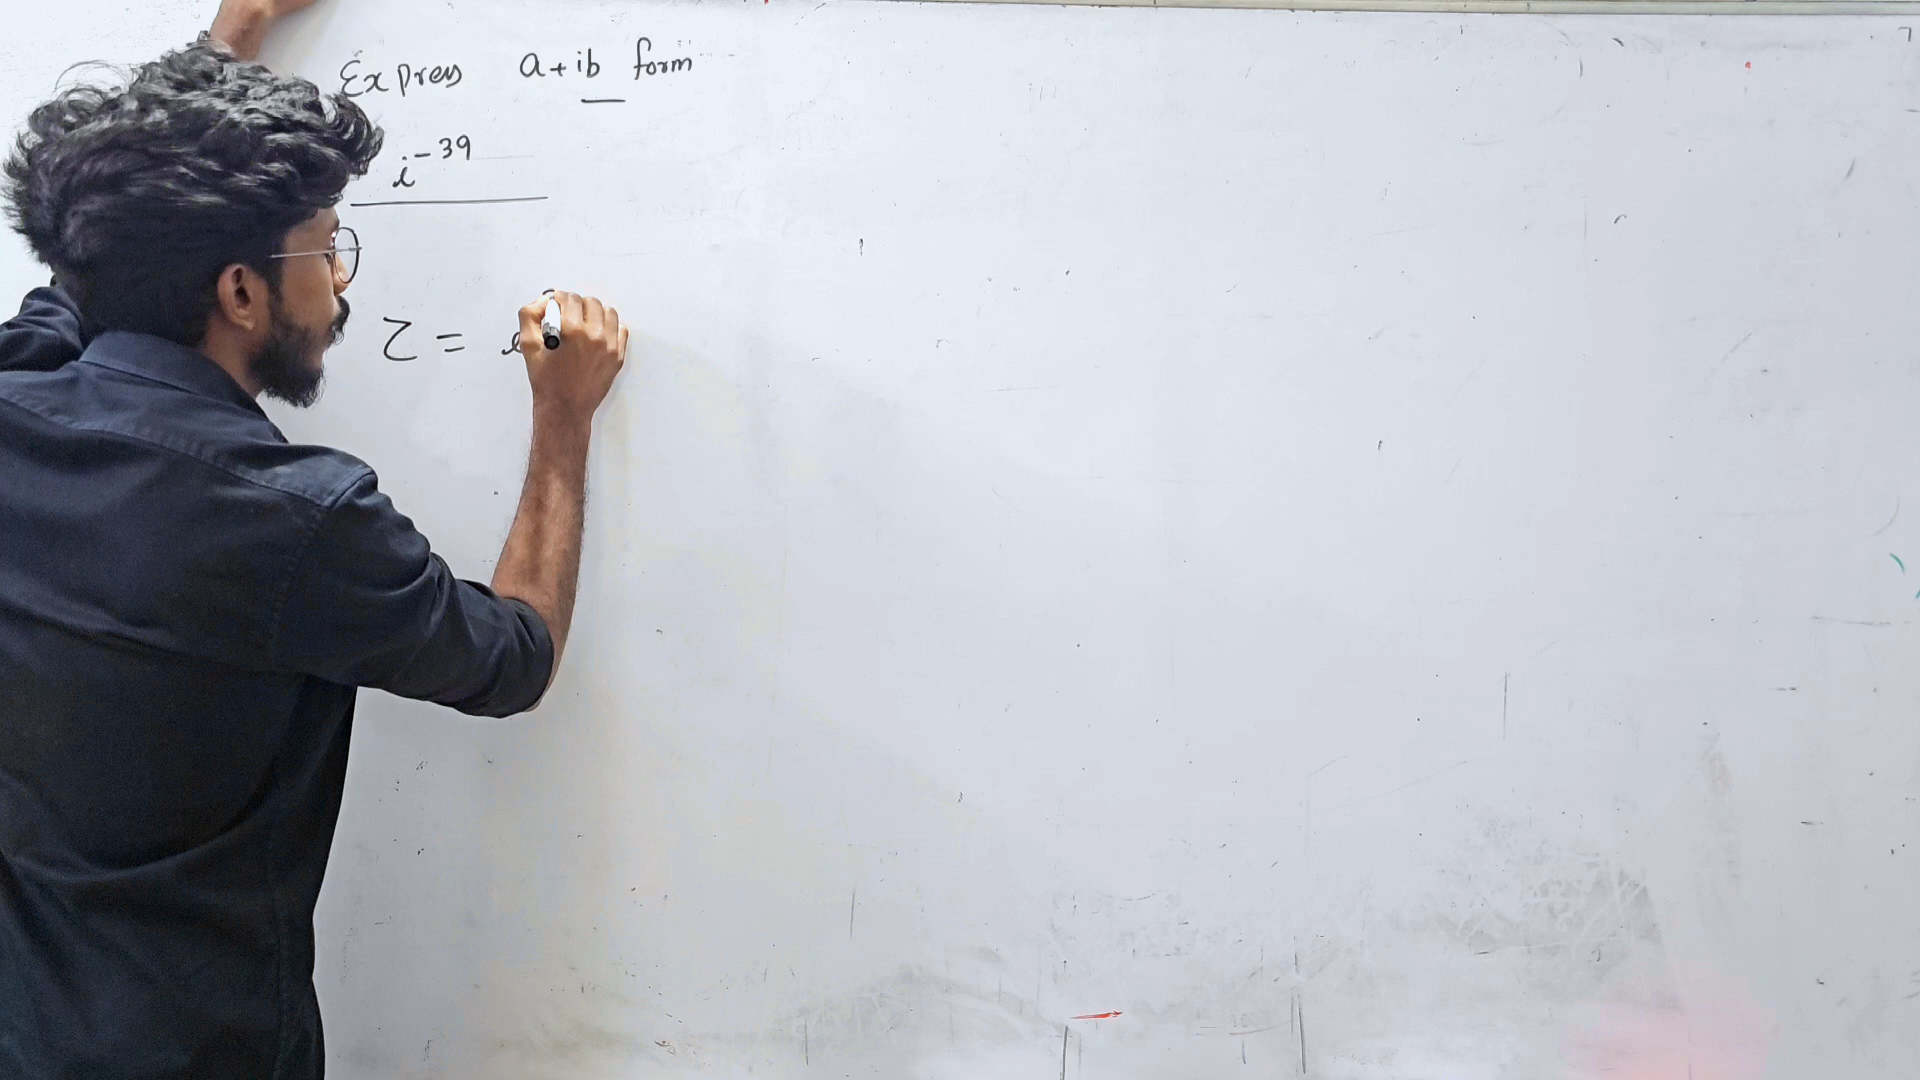 Express a+ib form
i⁻³⁹
Z =